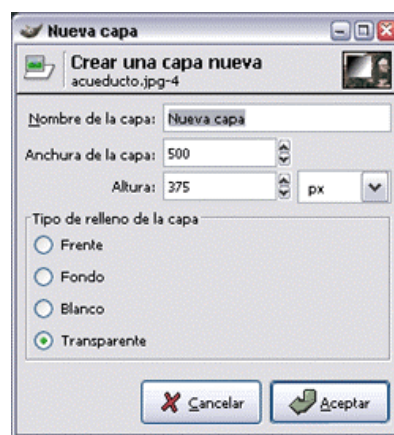 Nueva capa
Crear una capa nueva
acueducto.jpg-4
Nombre de la capa: Nueva capa
Anchura de la capa: 500
Altura: 375 px
Tipo de relleno de la capa
Frente
Fondo
Blanco
Transparente
Cancelar Aceptar